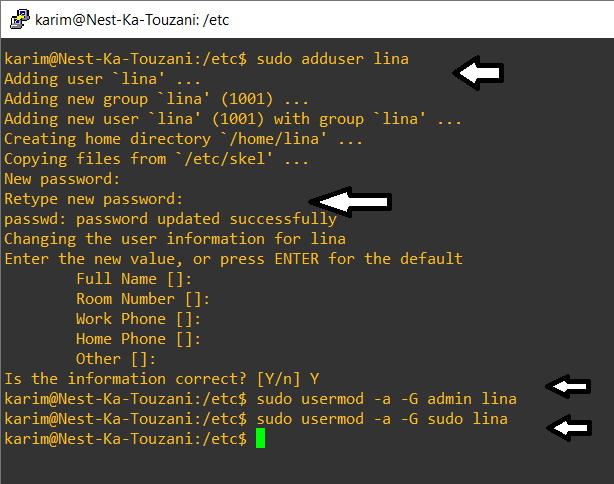 karim@Nest-Ka-Touzani: /etc
karim@Nest-Ka-Touzani:/etc$ sudo adduser lina
Adding user `lina' ...
Adding new group `lina' (1001) ...
Adding new user `lina' (1001) with group `lina' ...
Creating home directory `/home/lina' ...
Copying files from `/etc/skel' ...
New password:
Retype new password:
passwd: password updated successfully
Changing the user information for lina
Enter the new value, or press ENTER for the default
        Full Name []:
        Room Number []:
        Work Phone []:
        Home Phone []:
        Other []:
Is the information correct? [Y/n] Y
karim@Nest-Ka-Touzani:/etc$ sudo usermod -a -G admin lina
karim@Nest-Ka-Touzani:/etc$ sudo usermod -a -G sudo lina
karim@Nest-Ka-Touzani:/etc$